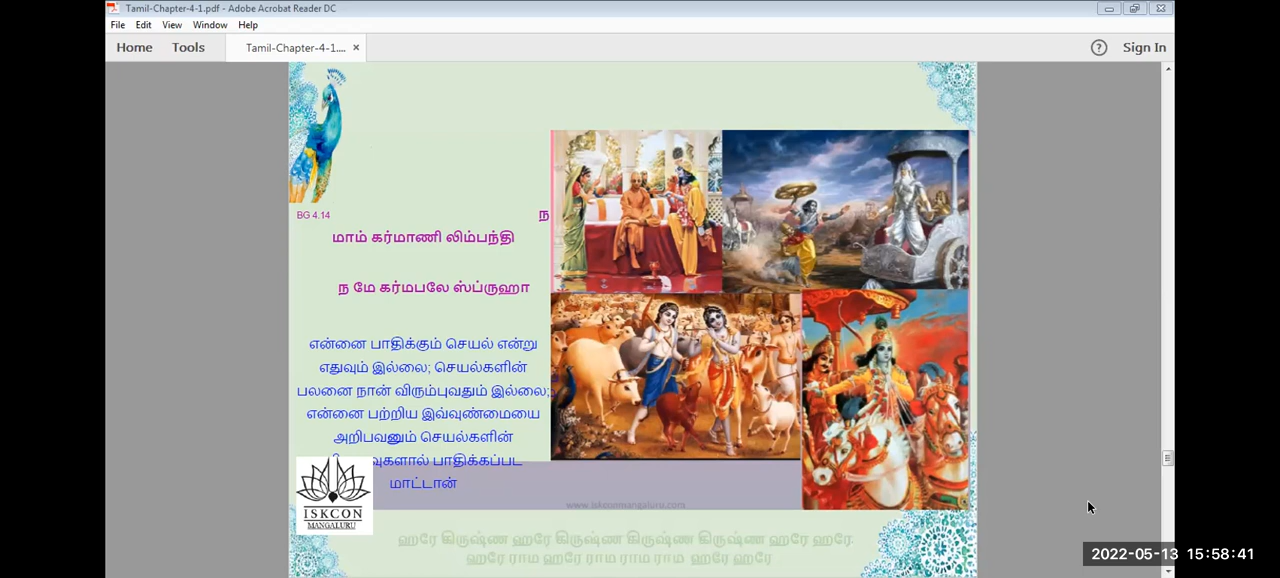 Tamil-Chapter-4-1.pdf - Adobe Acrobat Reader DC
File Edit View Window Help
Home Tools Tamil-Chapter-4-1.... × ? Sign In
BG 4.14 ந
மாம் கர்மாணி லிம்பந்தி
ந மே கர்மபலே ஸ்ப்ருஹா
என்னை பாதிக்கும் செயல் என்று
எதுவும் இல்லை; செயல்களின்
பலனை நான் விரும்புவதும் இல்லை;
என்னை பற்றிய இவ்வுண்மையை
அறிபவனும் செயல்களின்
பாதிக்கப்பட
மாட்டான்
ISKCON
MANGALURU
www.iskconmangaluru.com
ஹரே கிருஷ்ண ஹரே கிருஷ்ண கிருஷ்ண கிருஷ்ண ஹரே ஹரே
ஹரே ராம ஹரே ராம ராம ராம ஹரே ஹரே
2022-05-13 15:58:41